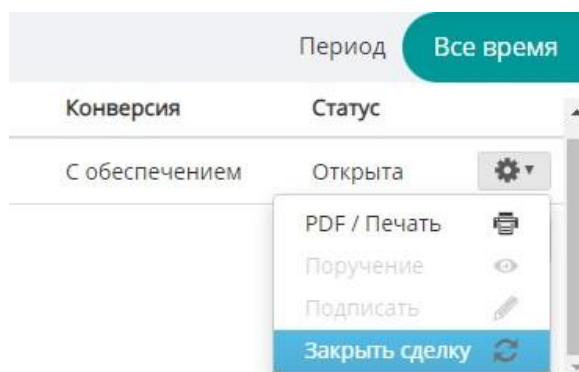 Период Все время
Конверсия Статус
С обеспечением Открыта
PDF / Печать
Поручение
Подписать
Закрыть сделку